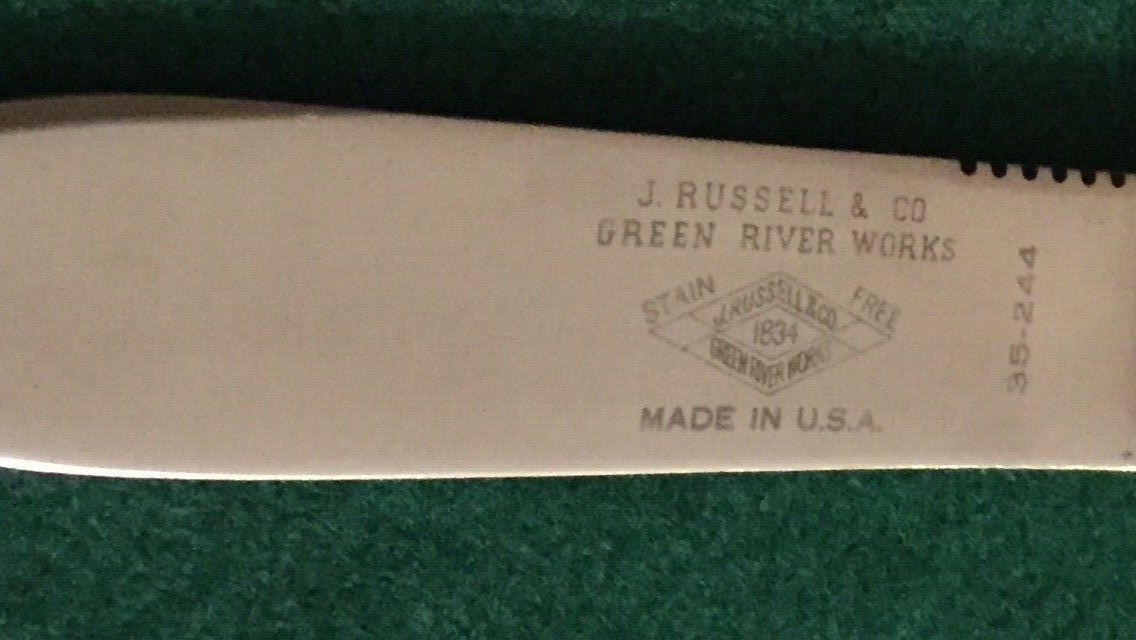 J. RUSSELL & CO
GREEN RIVER WORKS
STAIN FREE
J.RUSSELL&CO.
1834
GREEN RIVER WORKS
MADE IN U.S.A.
35-244